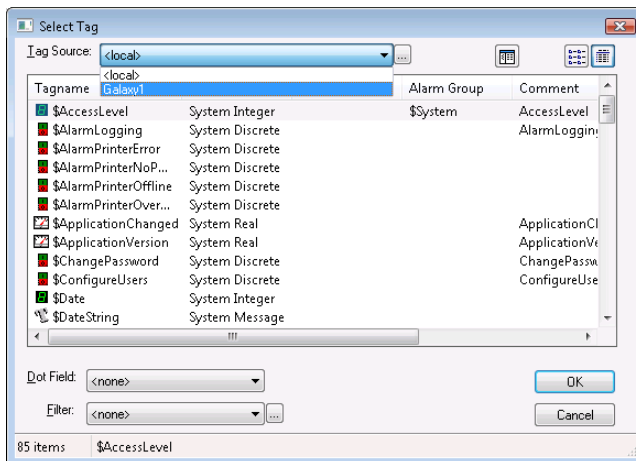 Select Tag
Tag Source: <local>
...
<local>
Galaxy1
Tagname Alarm Group Comment
$AccessLevel System Integer $System AccessLevel
$AlarmLogging System Discrete AlarmLogging
$AlarmPrinterError System Discrete
$AlarmPrinterNoP... System Discrete
$AlarmPrinterOffline System Discrete
$AlarmPrinterOver... System Discrete
$ApplicationChanged System Real ApplicationCl
$ApplicationVersion System Real ApplicationVe
$ChangePassword System Discrete ChangePassw
$ConfigureUsers System Discrete ConfigureUse
$Date System Integer
$DateString System Message
Dot Field: <none>
OK
Filter: <none> ...
Cancel
85 items $AccessLevel